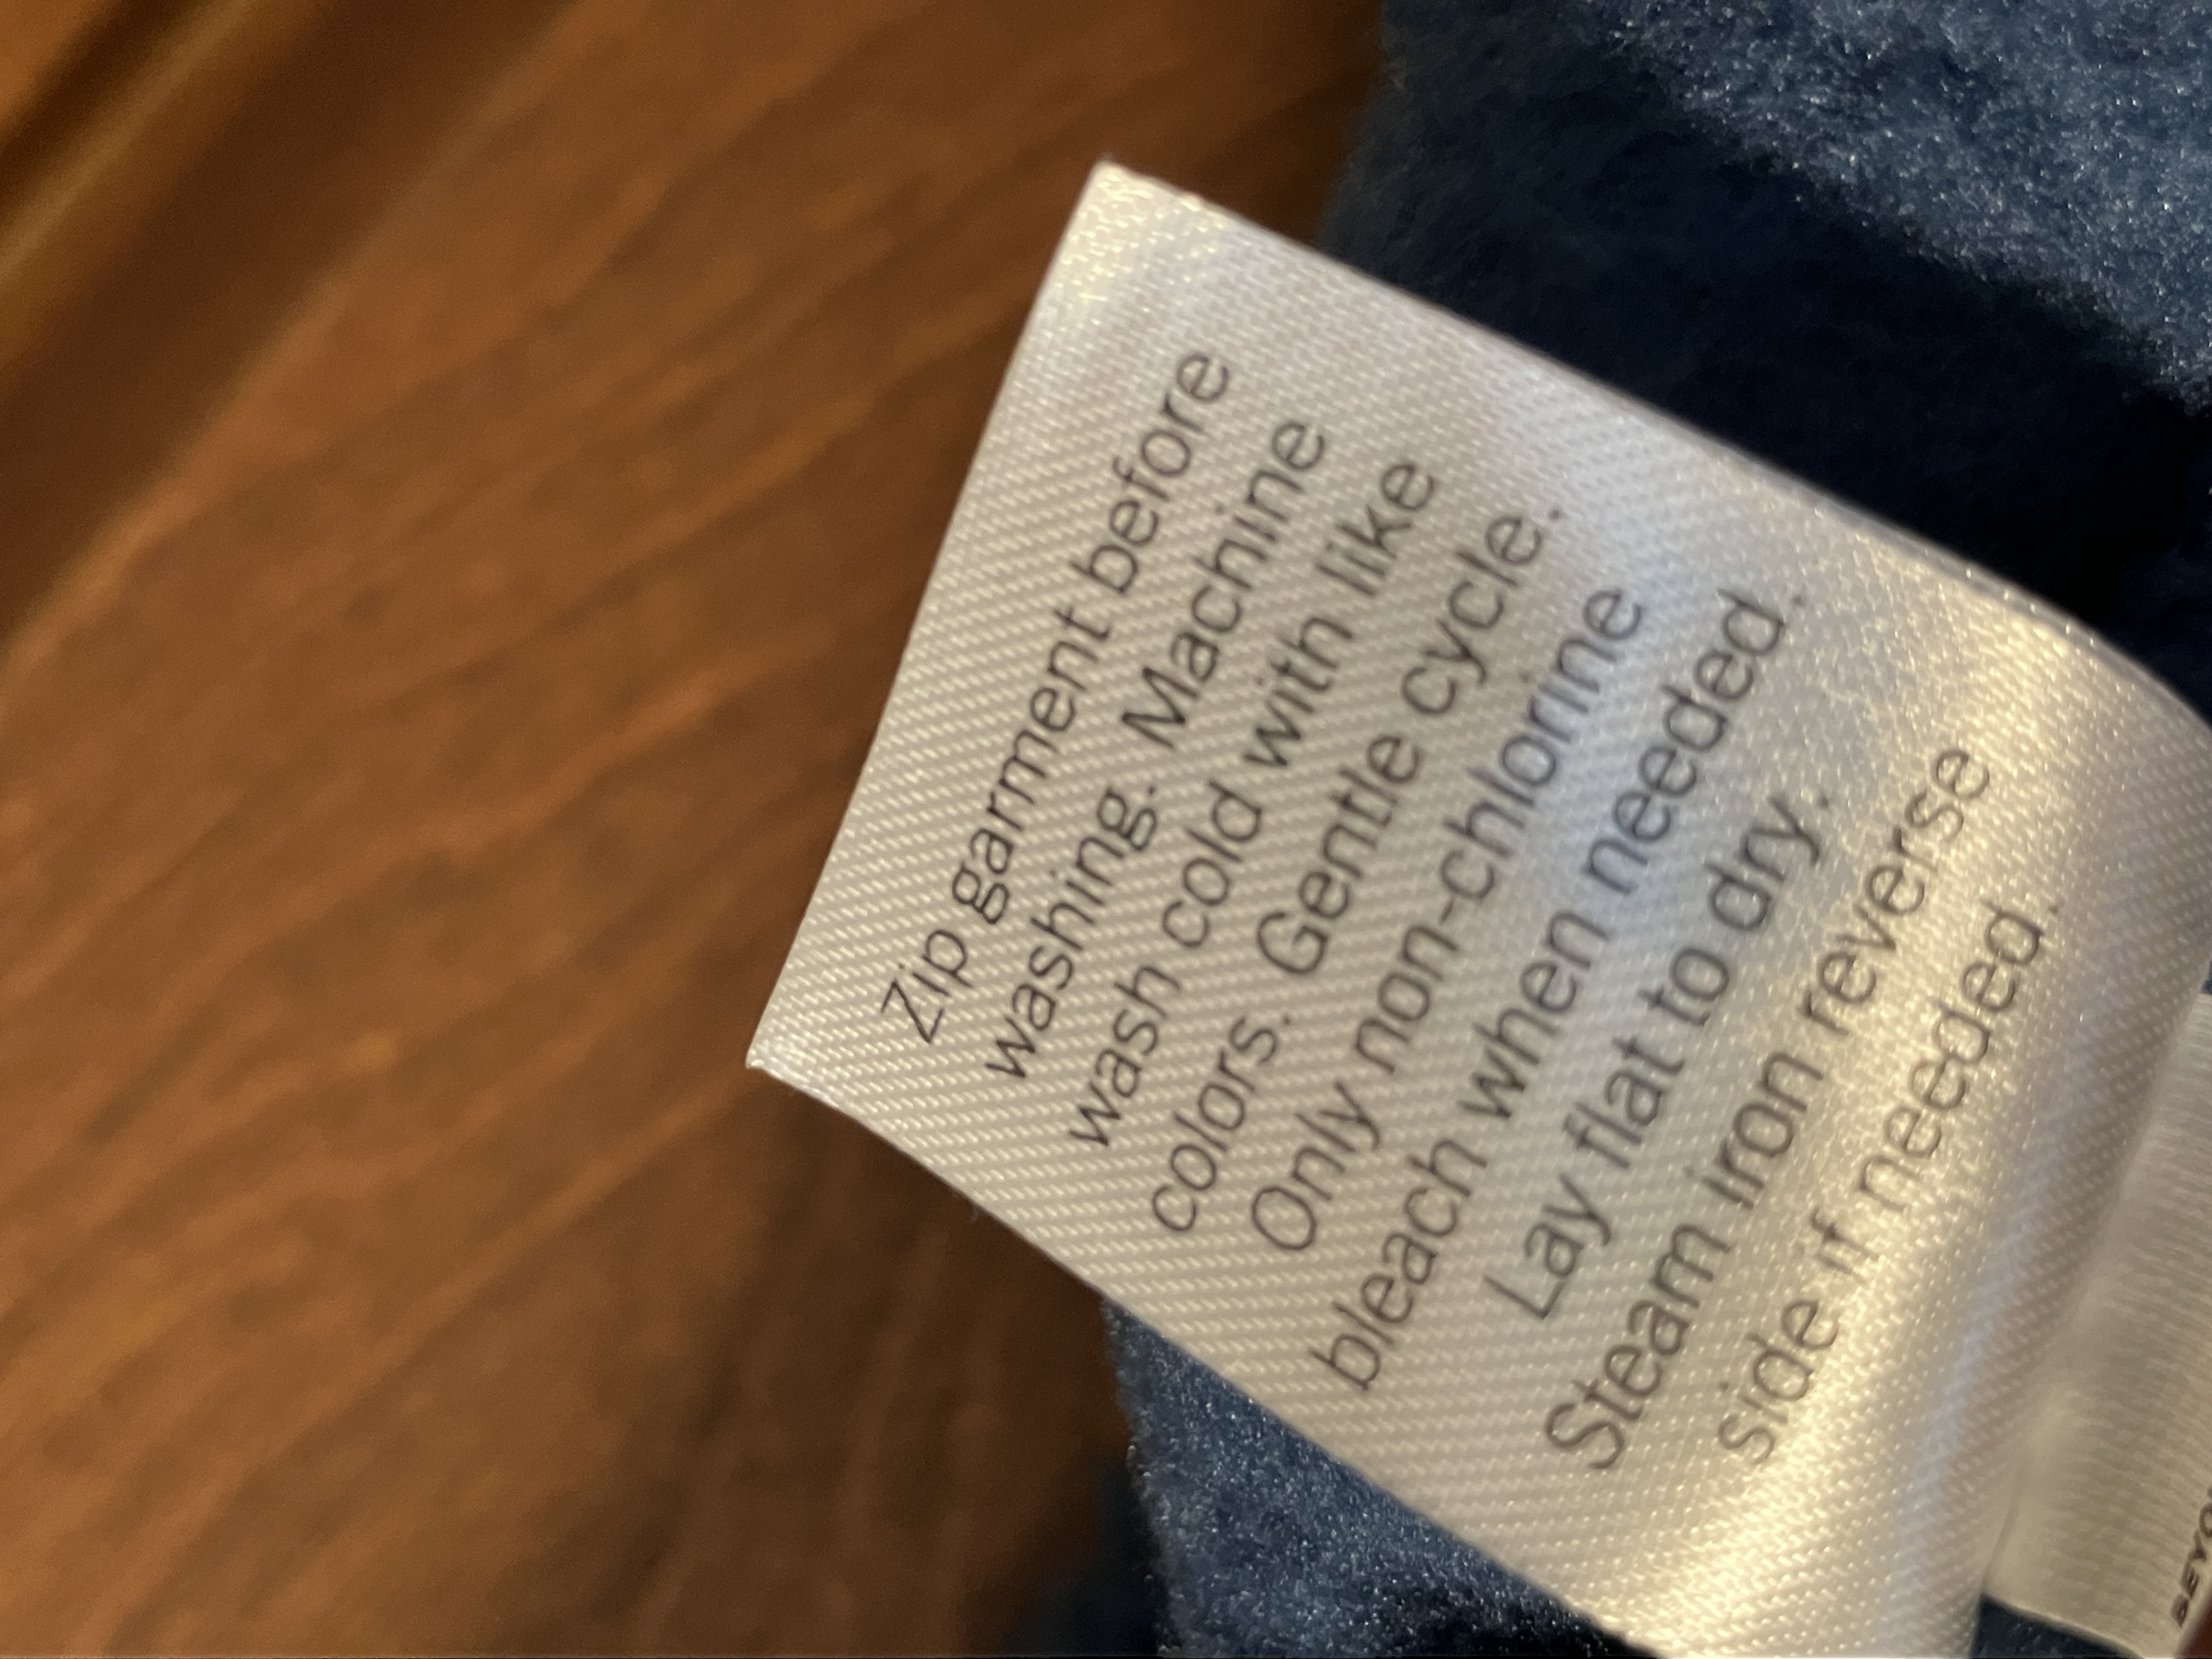 Zip garment before
washing. Machine
wash cold with like
colors. Gentle cycle.
Only non-chlorine
bleach when needed.
Lay flat to dry.
Steam iron reverse
side if needed.